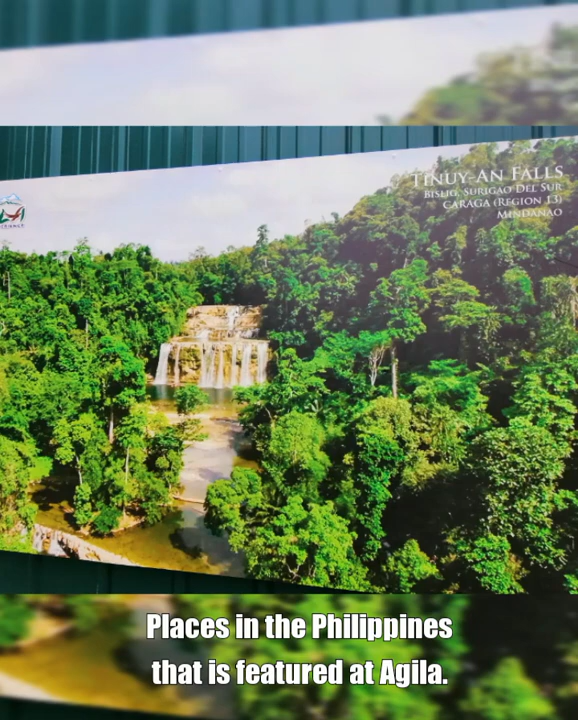 TINUY-AN FALLS
BISLIG, SURIGAO DEL SUR
CARAGA (REGION 13)
MINDANAO
Places in the Philippines
that is featured at Agila.